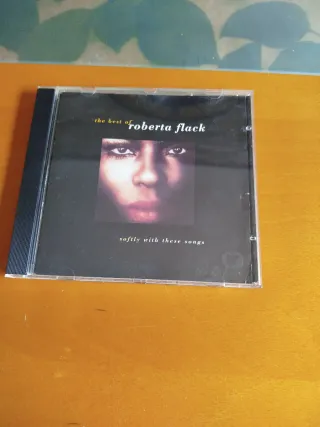 the best of
roberta flack
softly with these songs